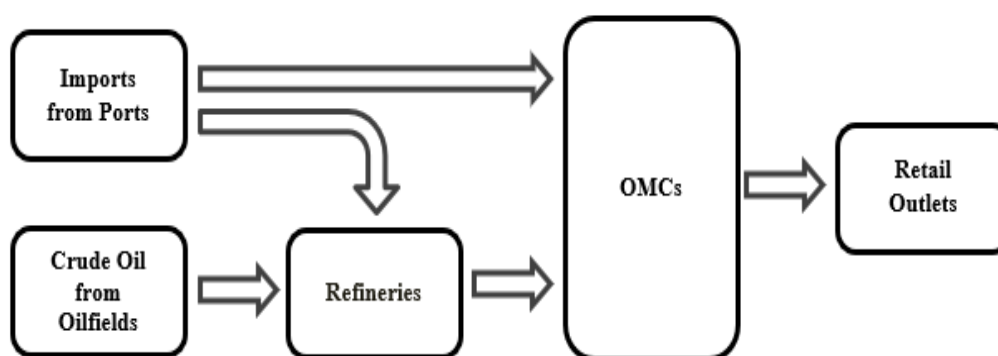 Imports
from Ports
OMCs
Retail
Outlets
Crude Oil
from
Oilfields
Refineries